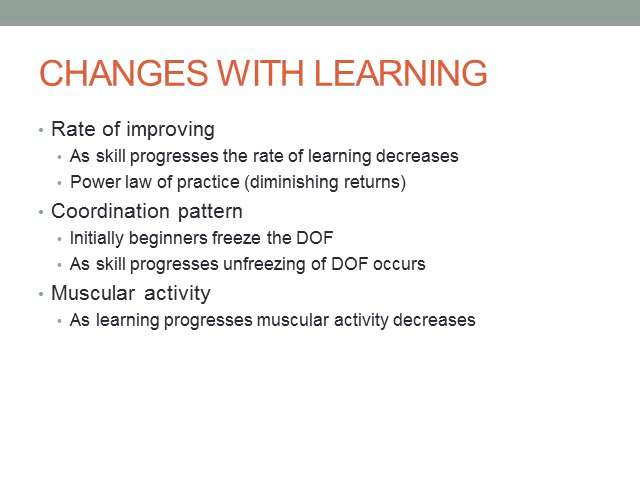 CHANGES WITH LEARNING
• Rate of improving
• As skill progresses the rate of learning decreases
• Power law of practice (diminishing returns)
• Coordination pattern
• Initially beginners freeze the DOF
• As skill progresses unfreezing of DOF occurs
• Muscular activity
• As learning progresses muscular activity decreases